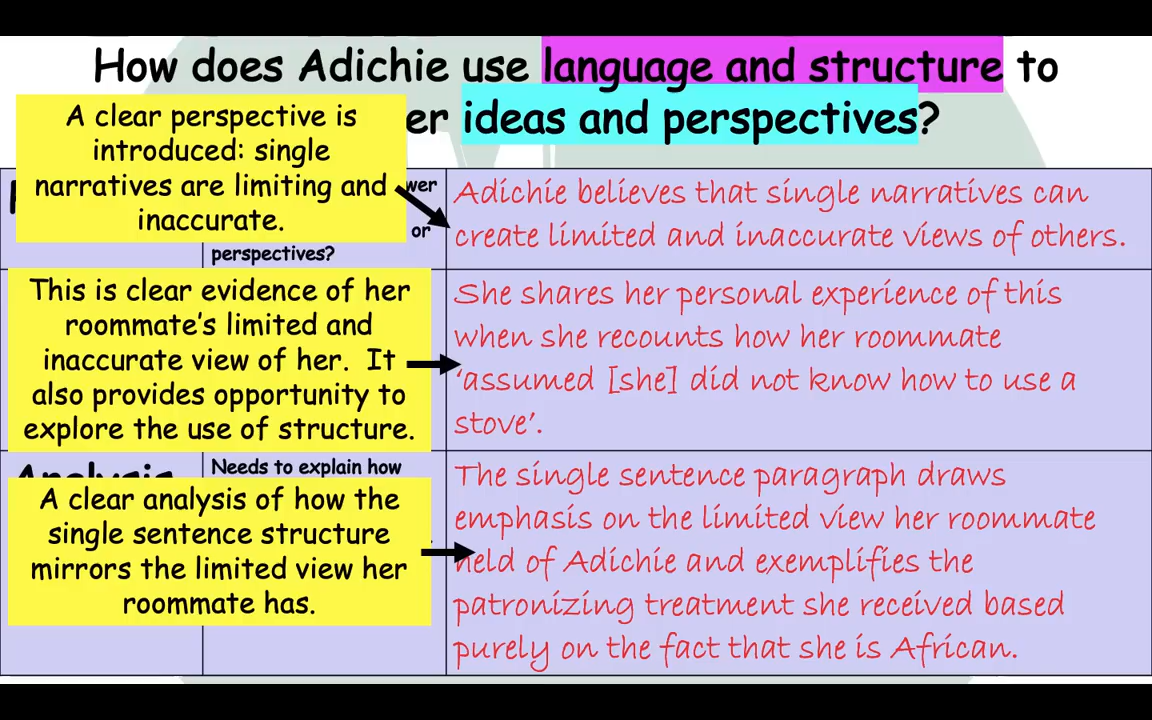 How does Adichie use language and structure to
er ideas and perspectives?
A clear perspective is
introduced: single
narratives are limiting and
inaccurate.
wer
or
perspectives?
Adichie believes that single narratives can
create limited and inaccurate views of others.
This is clear evidence of her
roommate's limited and
inaccurate view of her. It
also provides opportunity to
explore the use of structure.
She shares her personal experience of this
when she recounts how her roommate
'assumed [she] did not know how to use a
stove'.
Analysis
Needs to explain how
A clear analysis of how the
single sentence structure
mirrors the limited view her
roommate has.
The single sentence paragraph draws
emphasis on the limited view her roommate
held of Adichie and exemplifies the
patronizing treatment she received based
purely on the fact that she is African.